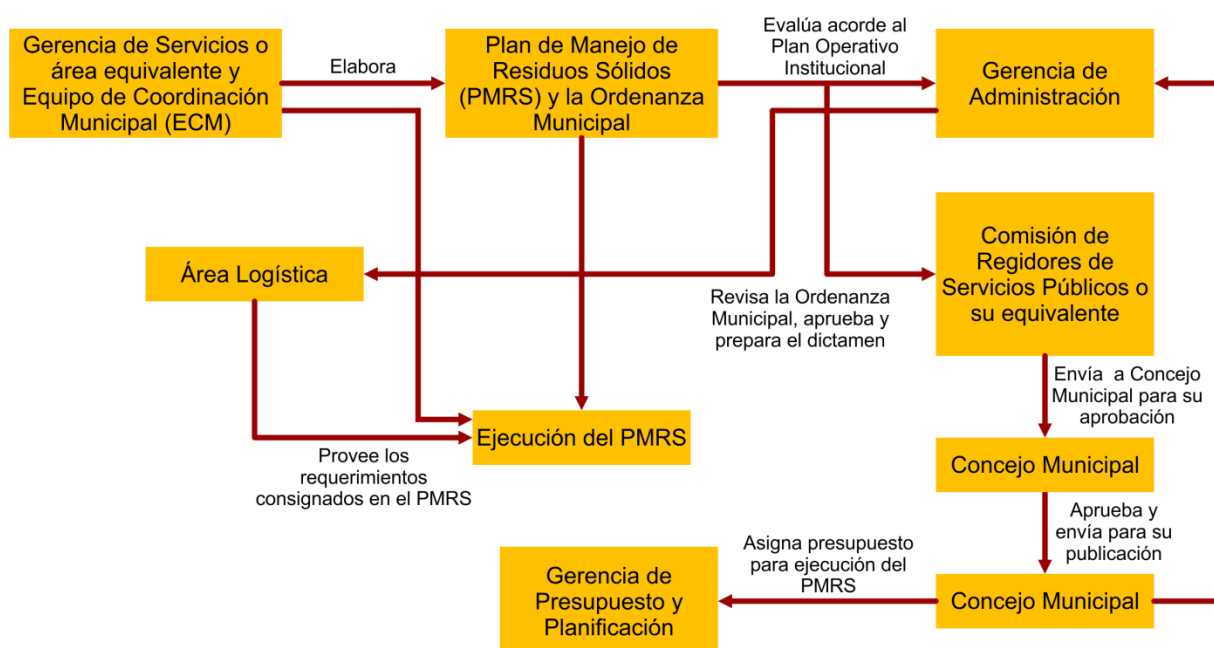 Gerencia de Servicios o
área equivalente y
Equipo de Coordinación
Municipal (ECM)
Elabora
Plan de Manejo de
Residuos Sólidos
(PMRS) y la Ordenanza
Municipal
Evalúa acorde al
Plan Operativo
Institucional
Gerencia de
Administración
Área Logística
Revisa la Ordenanza
Municipal, aprueba y
prepara el dictamen
Comisión de
Regidores de
Servicios Públicos o
su equivalente
Envía a Concejo
Municipal para su
aprobación
Ejecución del PMRS
Provee los
requerimientos
consignados en el PMRS
Concejo Municipal
Aprueba y
envía para su
publicación
Asigna presupuesto
para ejecución del
PMRS
Gerencia de
Presupuesto y
Planificación
Concejo Municipal